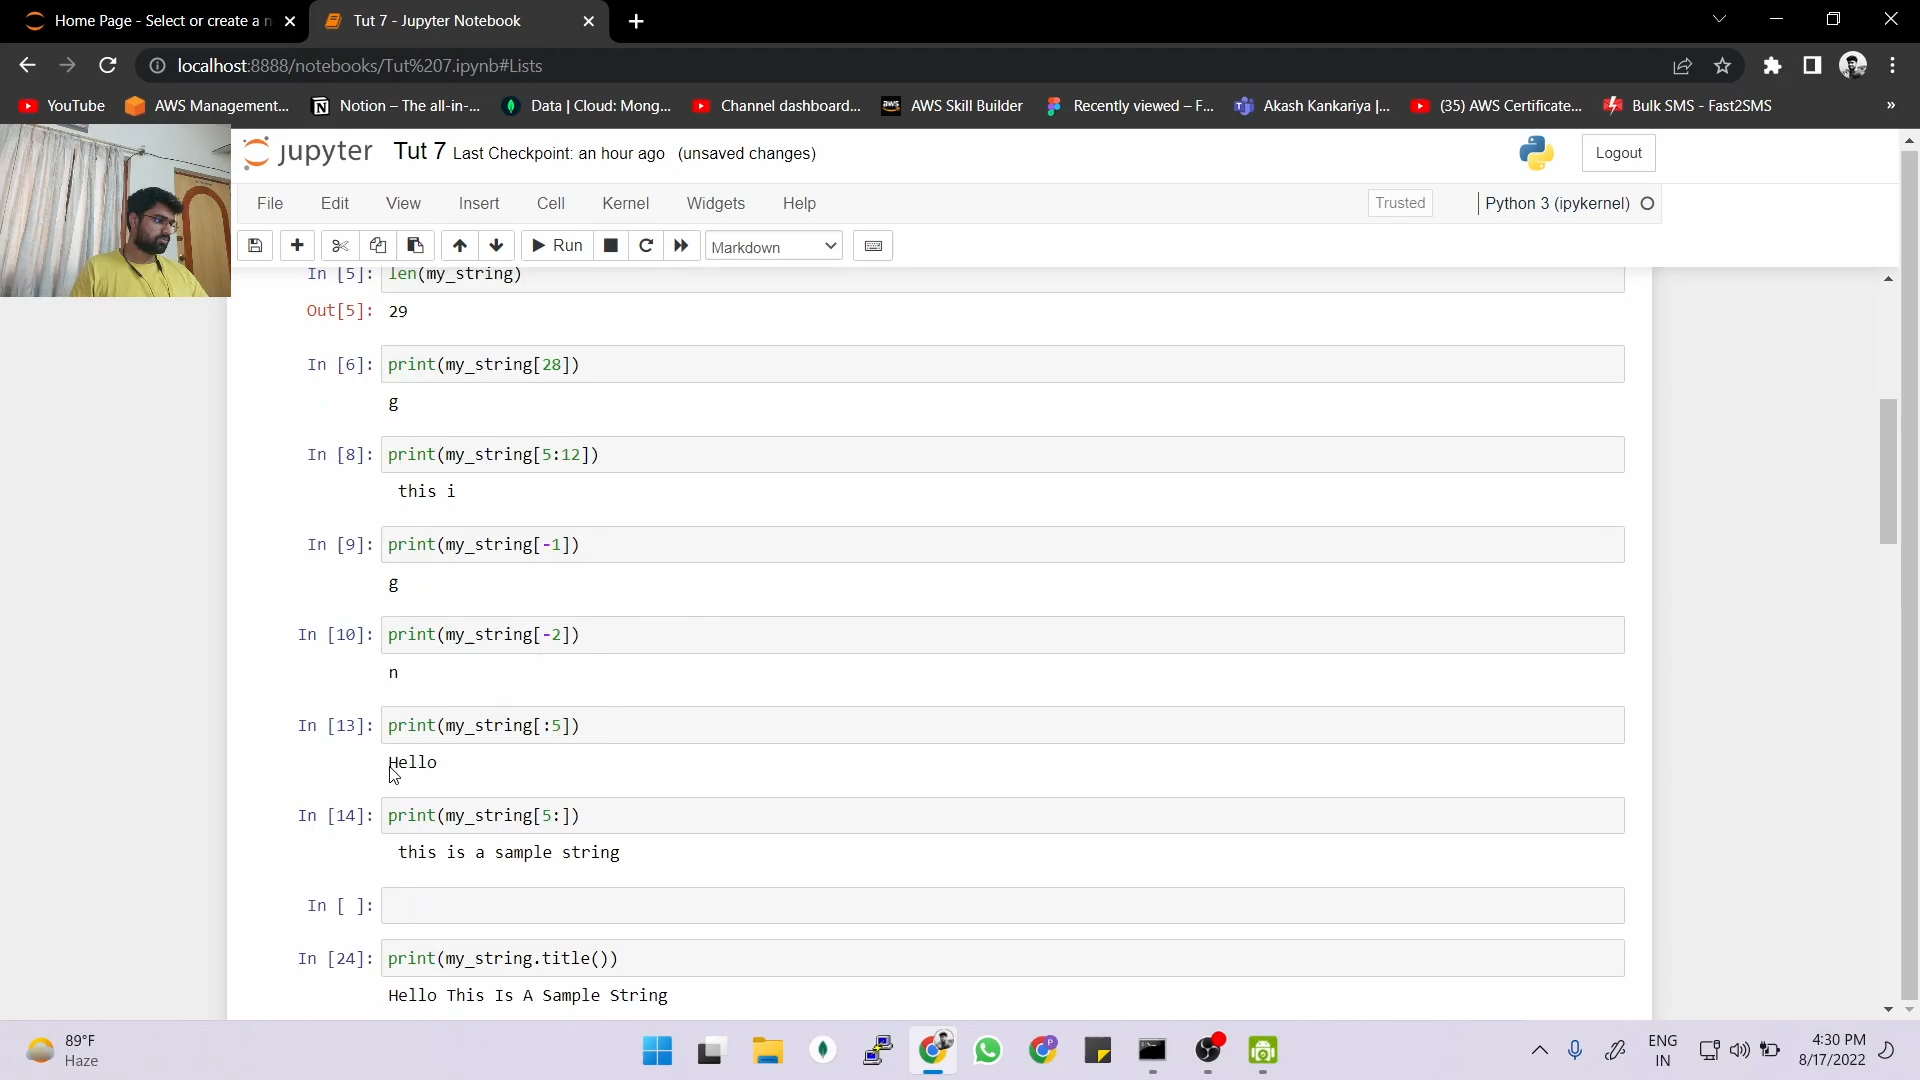 Home Page - Select or create a n
Tut 7 - Jupyter Notebook
localhost:8888/notebooks/Tut%207.ipynb#Lists
YouTube
AWS Management...
Notion – The all-in-...
Data | Cloud: Mong...
Channel dashboard...
aws
AWS Skill Builder
Recently viewed – F...
Akash Kankariya |...
(35) AWS Certificate...
Bulk SMS - Fast2SMS
»
jupyter Tut 7 Last Checkpoint: an hour ago (unsaved changes)
Logout
File Edit View Insert Cell Kernel Widgets Help
Trusted
Python 3 (ipykernel)
Run
Markdown
In [5]: len(my_string)
Out[5]: 29
In [6]: print(my_string[28])
g
In [8]: print(my_string[5:12])
this i
In [9]: print(my_string[-1])
g
In [10]: print(my_string[-2])
n
In [13]: print(my_string[:5])
Hello
In [14]: print(my_string[5:])
this is a sample string
In [ ]:
In [24]: print(my_string.title())
Hello This Is A Sample String
89°F
Haze
ENG
IN
4:30 PM
8/17/2022